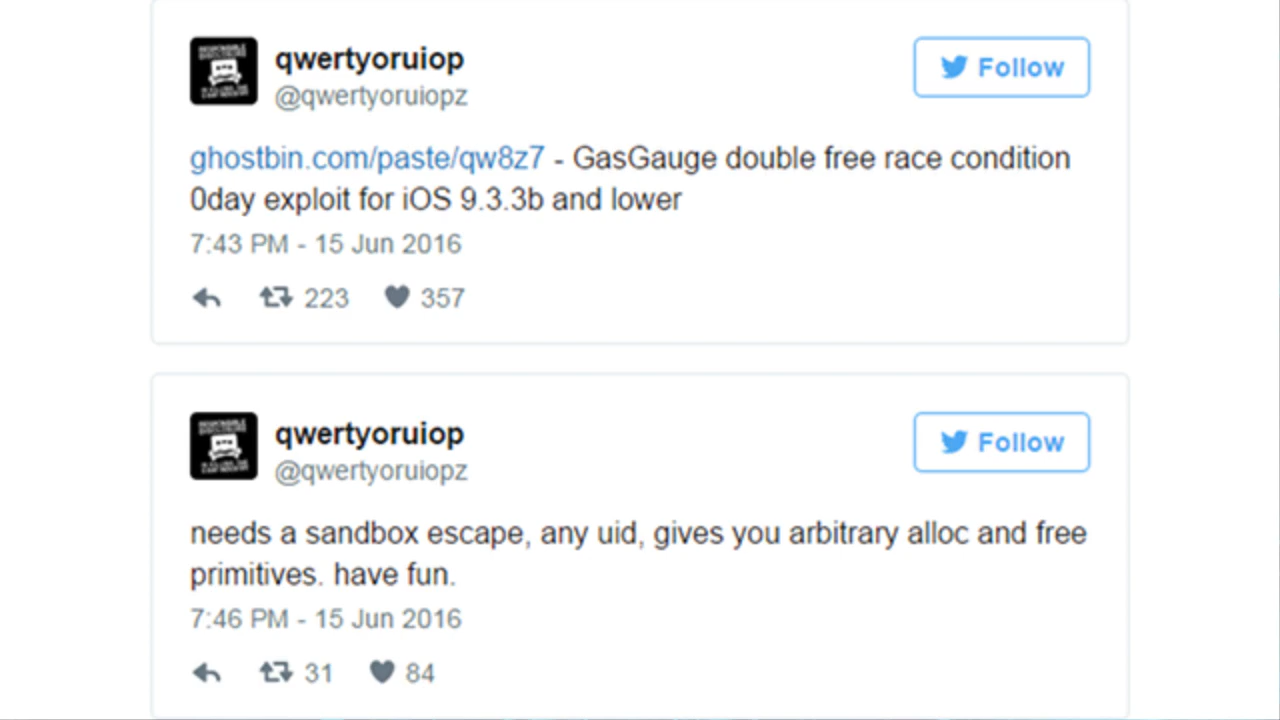 qwertyoruiop
Follow
@qwertyoruiopz
ghostbin.com/paste/qw8z7 - GasGauge double free race condition
0day exploit for iOS 9.3.3b and lower
7:43 PM - 15 Jun 2016
223 357
qwertyoruiop
Follow
@qwertyoruiopz
needs a sandbox escape, any uid, gives you arbitrary alloc and free
primitives. have fun.
7:46 PM - 15 Jun 2016
31 84